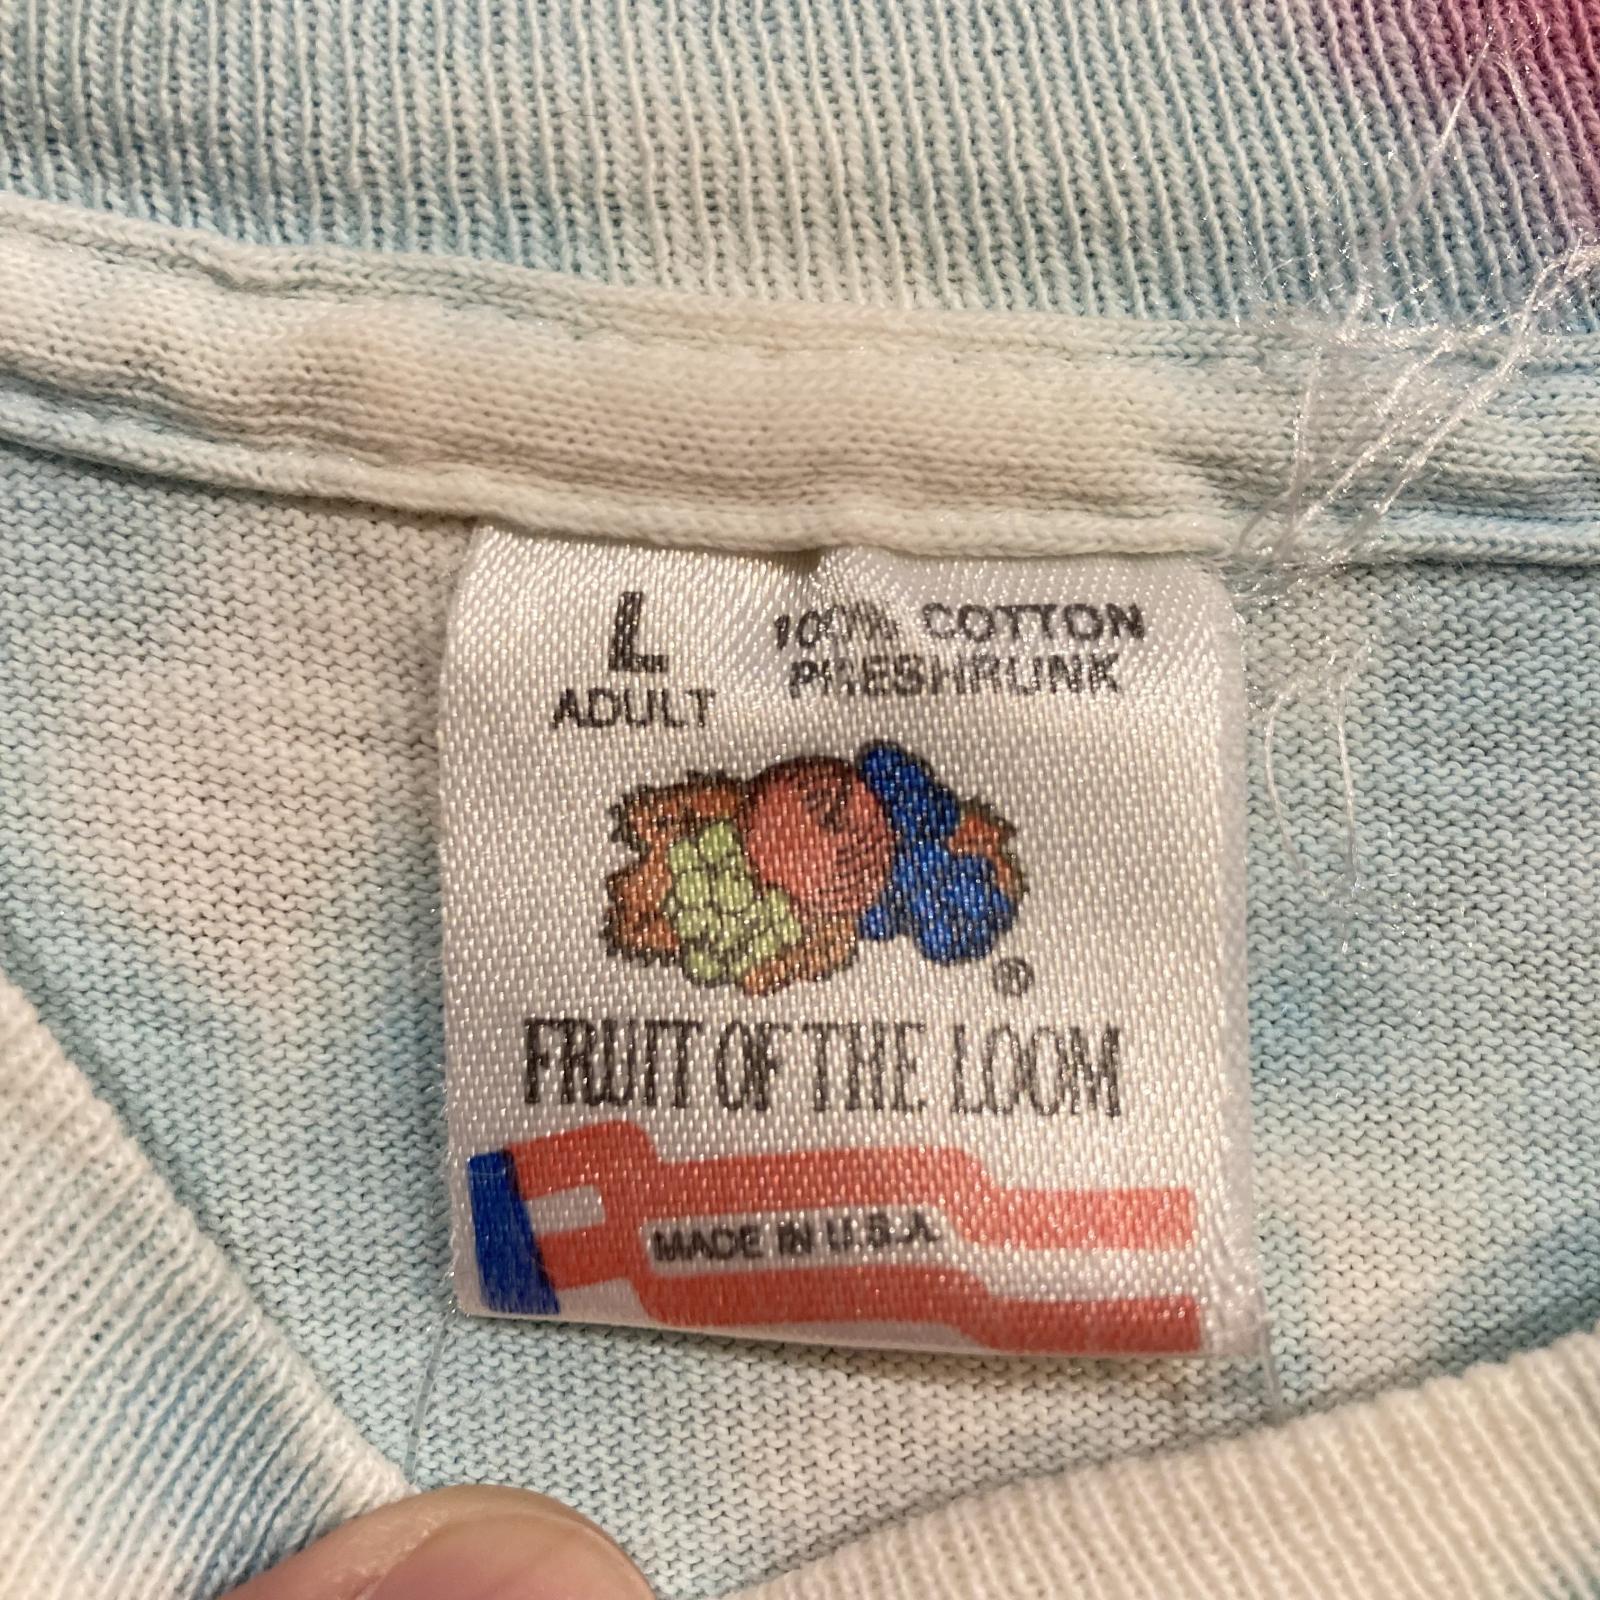 L
ADULT
100% COTTON
PRESHRUNK
®
FRUIT OF THE LOOM
MADE IN U.S.A.